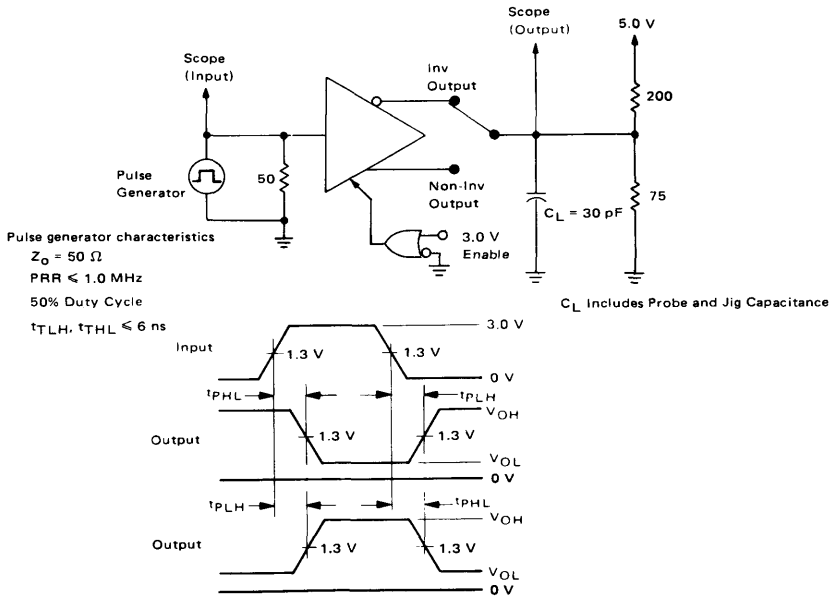 Scope
(Input)
Inv
Output
Scope
(Output)
5.0 V
200
Pulse
Generator
50
Non-Inv
Output
C_L = 30 pF
75
3.0 V
Enable
Pulse generator characteristics
Z_o = 50 Ω
PRR ≤ 1.0 MHz
50% Duty Cycle
t_TLH, t_THL ≤ 6 ns
C_L Includes Probe and Jig Capacitance
Input
1.3 V
1.3 V
3.0 V
0 V
t_PHL
t_PLH
Output
1.3 V
1.3 V
V_OH
V_OL
0 V
t_PLH
t_PHL
Output
1.3 V
1.3 V
V_OH
V_OL
0 V